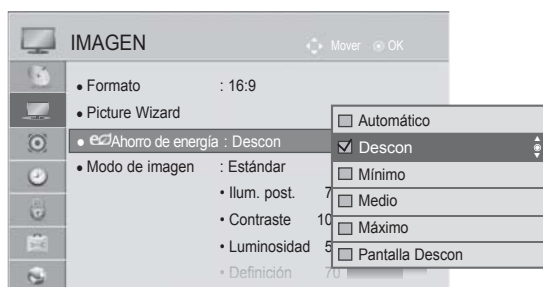 IMAGEN
Mover OK
• Formato : 16:9
• Picture Wizard
• Ahorro de energía : Descon
• Modo de imagen : Estándar
• Ilum. post. 7
• Contraste 10
• Luminosidad 5
• Definición 70
Automático
Descon
Mínimo
Medio
Máximo
Pantalla Descon